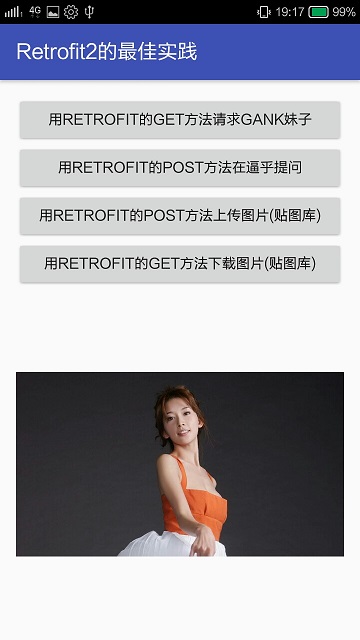 4G 19:17 99%
Retrofit2的最佳实践
用RETROFIT的GET方法请求GANK妹子
用RETROFIT的POST方法在逼乎提问
用RETROFIT的POST方法上传图片(贴图库)
用RETROFIT的GET方法下载图片(贴图库)